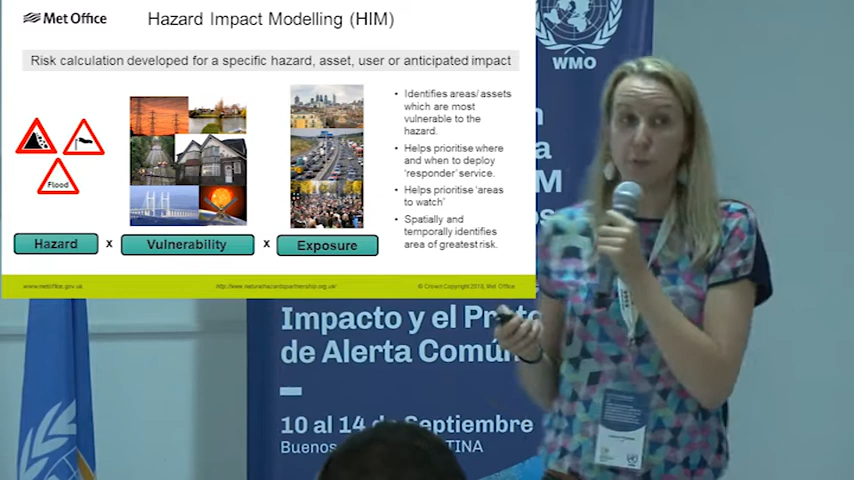 Met Office
Hazard Impact Modelling (HIM)
Risk calculation developed for a specific hazard, asset, user or anticipated impact
• Identifies areas/ assets
which are most
vulnerable to the
hazard.
• Helps prioritise where
and when to deploy
‘responder’ service.
• Helps prioritise ‘areas
to watch’
• Spatially and
temporally identifies
area of greatest risk.
Flood
Hazard x Vulnerability x Exposure
www.metoffice.gov.uk
http://www.naturalhazardspartnership.org.uk/
© Crown Copyright 2018, Met Office
WMO
n
a
M
os
Impacto y el Proto
de Alerta Común
10 al 14 de Septiembre
Buenos
TINA